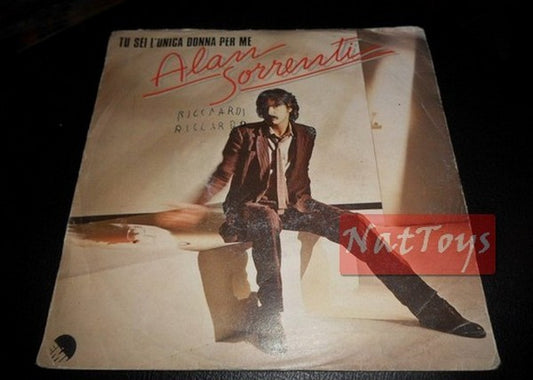 TU SEI L'UNICA DONNA PER ME
Alan
Sorrenti
RICCARDI
RICCARDO
NatToys